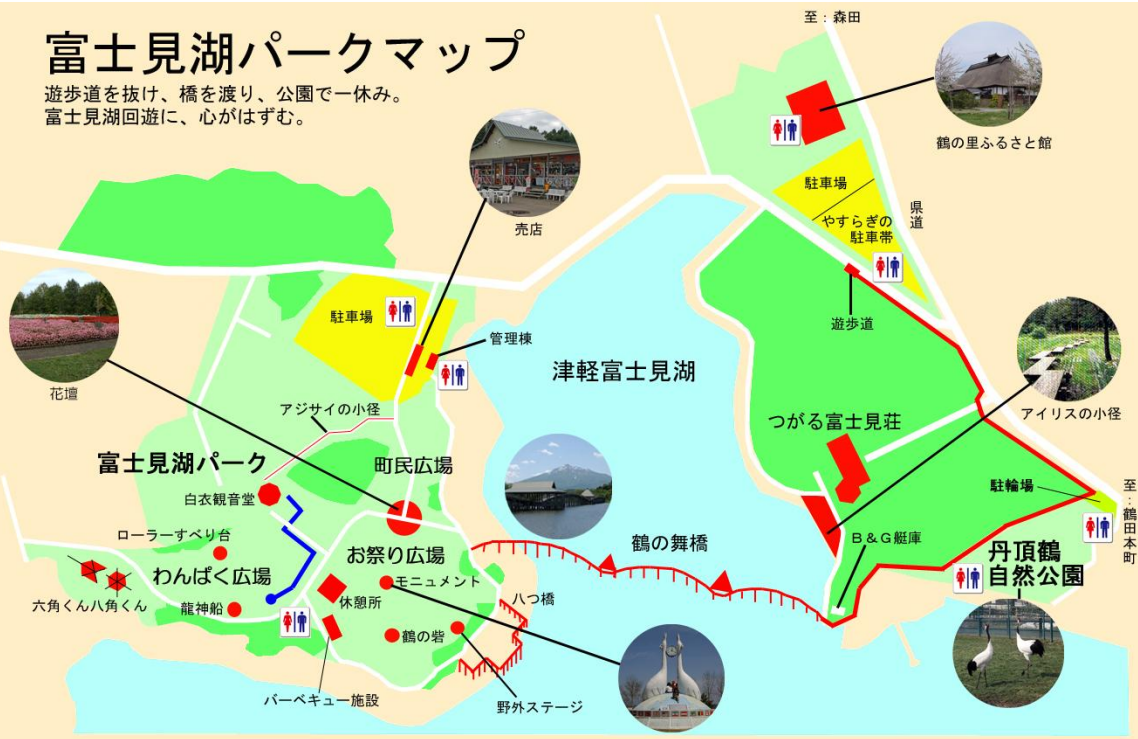 富士見湖パークマップ
遊歩道を抜け、橋を渡り、公園で一休み。
富士見湖回遊に、心がはずむ。
至：森田
鶴の里ふるさと館
売店
駐車場
やすらぎの
駐車帯
県道
遊歩道
駐車場
管理棟
花壇
津軽富士見湖
アイリスの小径
つがる富士見荘
アジサイの小径
町民広場
富士見湖パーク
白衣観音堂
駐輪場
至：鶴田本町
ローラーすべり台
お祭り広場
鶴の舞橋
B＆G艇庫
丹頂鶴
自然公園
わんぱく広場
モニュメント
六角くん
八角くん
龍神船
休憩所
八つ橋
鶴の砦
バーベキュー施設
野外ステージ